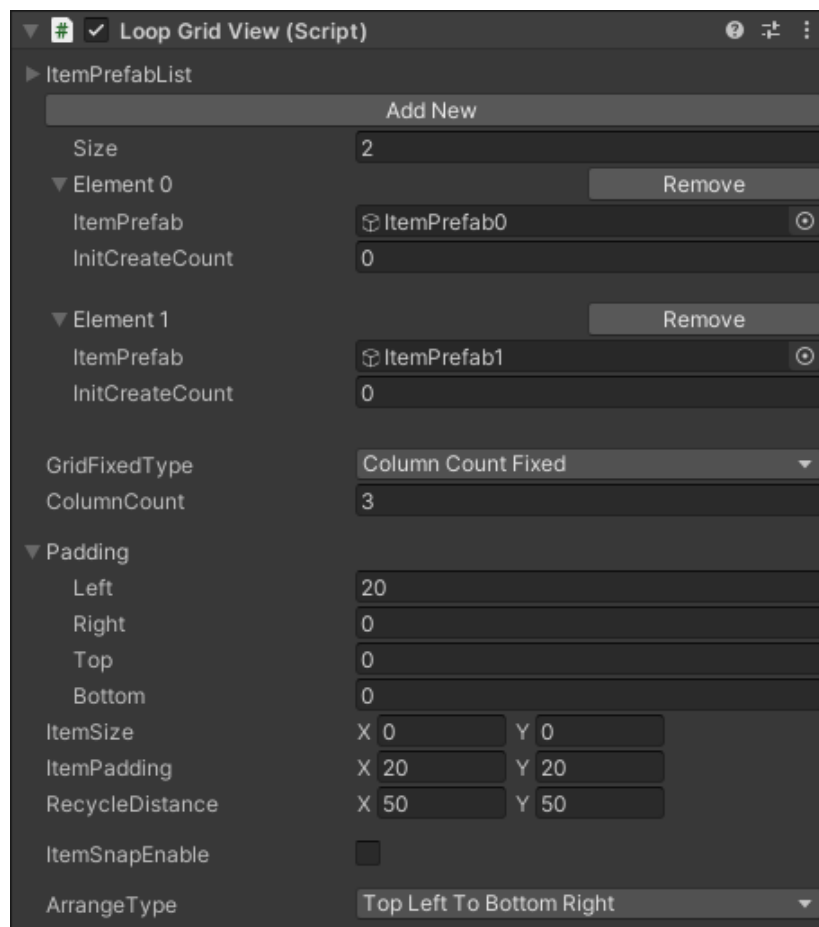 Loop Grid View (Script)
ItemPrefabList
Add New
Size 2
Element 0 Remove
ItemPrefab ItemPrefab0
InitCreateCount 0
Element 1 Remove
ItemPrefab ItemPrefab1
InitCreateCount 0
GridFixedType Column Count Fixed
ColumnCount 3
Padding
Left 20
Right 0
Top 0
Bottom 0
ItemSize X 0 Y 0
ItemPadding X 20 Y 20
RecycleDistance X 50 Y 50
ItemSnapEnable
ArrangeType Top Left To Bottom Right